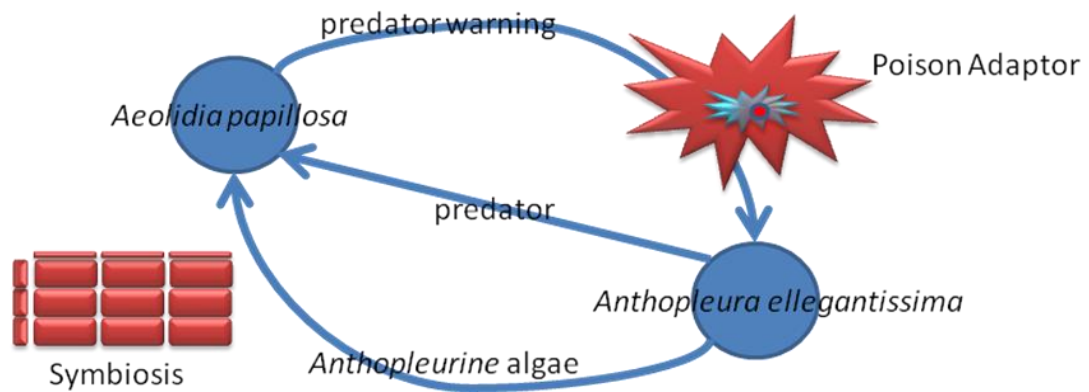 predator warning
Poison Adaptor
Aeolidia papillosa
predator
Anthopleura ellegantissima
Anthopleurine algae
Symbiosis